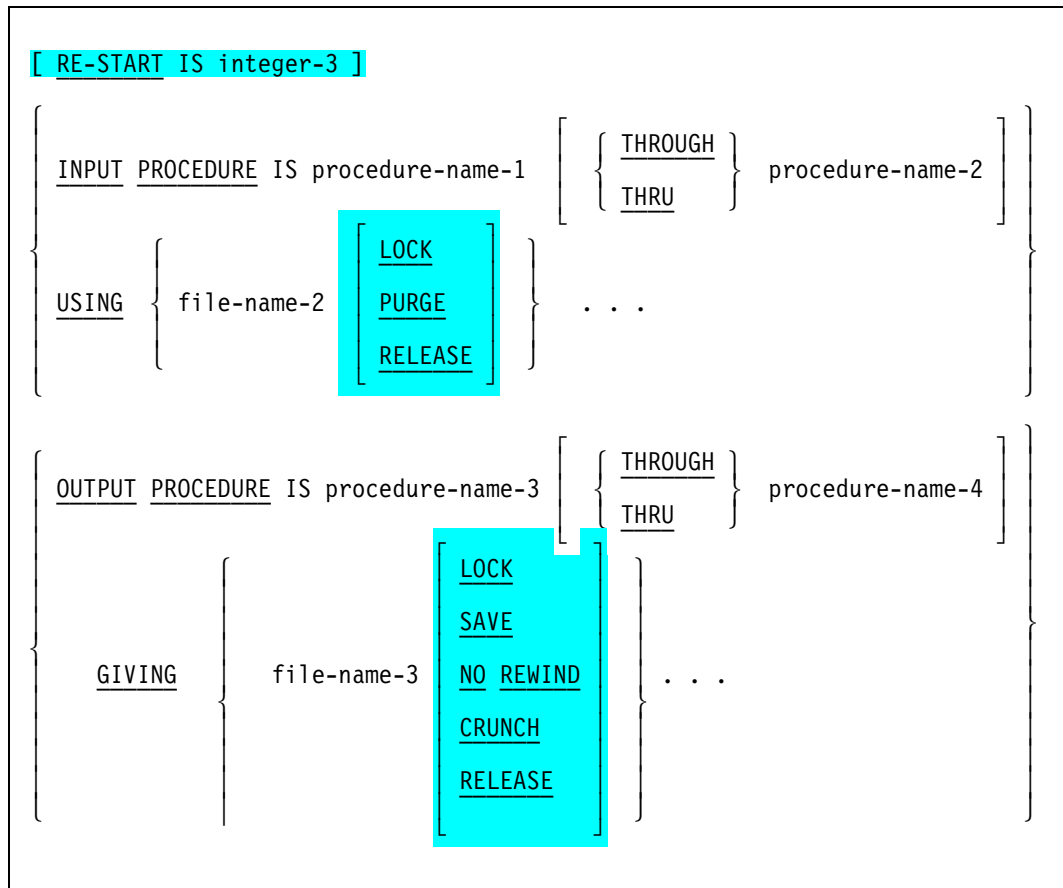 [ RE-START IS integer-3 ]
THROUGH
INPUT PROCEDURE IS procedure-name-1 procedure-name-2
THRU
LOCK
USING file-name-2 PURGE . . .
RELEASE
THROUGH
OUTPUT PROCEDURE IS procedure-name-3 procedure-name-4
THRU
LOCK
SAVE
GIVING file-name-3 NO REWIND . . .
CRUNCH
RELEASE